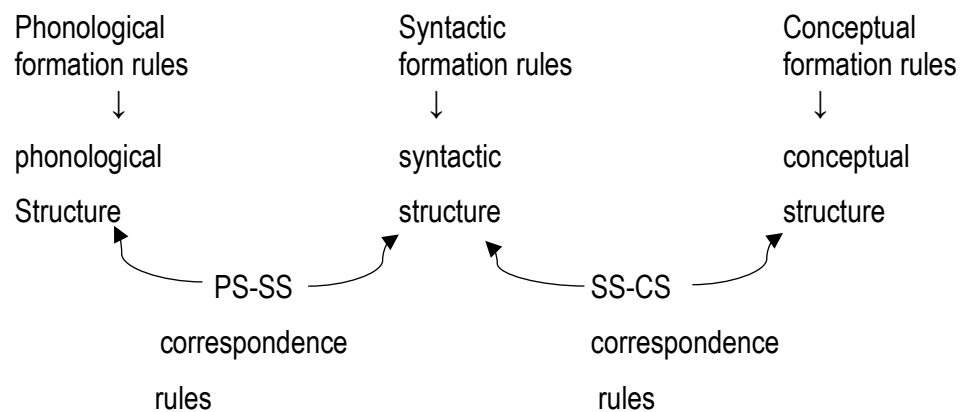 Phonological Syntactic Conceptual
formation rules formation rules formation rules
↓ ↓ ↓
phonological syntactic conceptual
Structure structure structure
PS-SS SS-CS
correspondence correspondence
rules rules